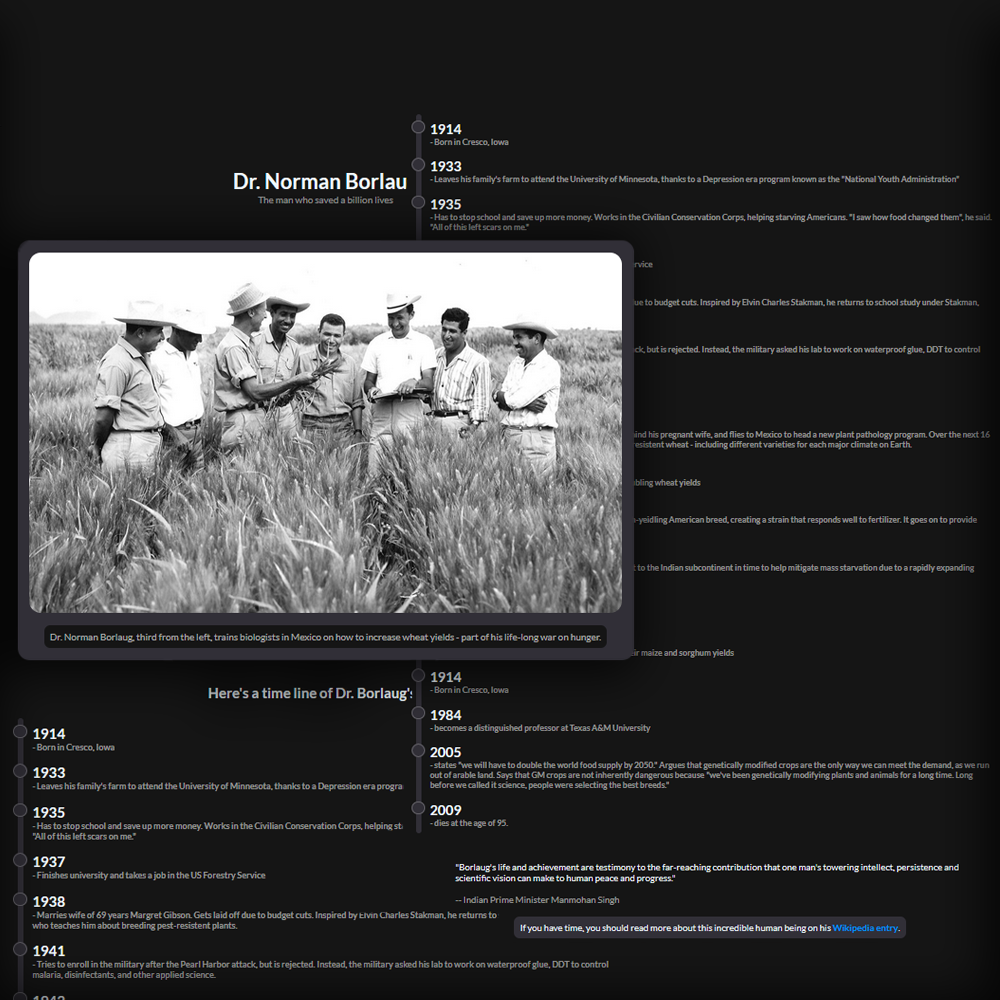 1914
- Born in Cresco, Iowa
1933
- Leaves his family's farm to attend the University of Minnesota, thanks to a Depression era program known as the "National Youth Administration"
Dr. Norman Borlau
The man who saved a billion lives
1935
- Has to stop school and save up more money. Works in the Civilian Conservation Corps, helping starving Americans. "I saw how food changed them", he said.
"All of this left scars on me."
rvice
ue to budget cuts. Inspired by Elvin Charles Stakman, he returns to school study under Stakman,
ck, but is rejected. Instead, the military asked his lab to work on waterproof glue, DDT to control
ind his pregnant wife, and flies to Mexico to head a new plant pathology program. Over the next 16
resistent wheat - including different varieties for each major climate on Earth.
bling wheat yields
-yeidling American breed, creating a strain that responds well to fertilizer. It goes on to provide
t to the Indian subcontinent in time to help mitigate mass starvation due to a rapidly expanding
Dr. Norman Borlaug, third from the left, trains biologists in Mexico on how to increase wheat yields - part of his life-long war on hunger.
eir maize and sorghum yields
1914
- Born in Cresco, Iowa
1984
- becomes a distinguished professor at Texas A&M University
2005
- states "we will have to double the world food supply by 2050." Argues that genetically modified crops are the only way we can meet the demand, as we run
out of arable land. Says that GM crops are not inherently dangerous because "we've been genetically modifying plants and animals for a long time. Long
before we called it science, people were selecting the best breeds."
2009
- dies at the age of 95.
Here's a time line of Dr. Borlaug's
1914
- Born in Cresco, Iowa
1933
- Leaves his family's farm to attend the University of Minnesota, thanks to a Depression era progra
1935
- Has to stop school and save up more money. Works in the Civilian Conservation Corps, helping st
"All of this left scars on me."
1937
- Finishes university and takes a job in the US Forestry Service
1938
- Marries wife of 69 years Margret Gibson. Gets laid off due to budget cuts. Inspired by Elvin Charles Stakman, he returns to
who teaches him about breeding pest-resistent plants.
1941
- Tries to enroll in the military after the Pearl Harbor attack, but is rejected. Instead, the military asked his lab to work on waterproof glue, DDT to control
malaria, disinfectants, and other applied science.
"Borlaug's life and achievement are testimony to the far-reaching contribution that one man's towering intellect, persistence and
scientific vision can make to human peace and progress."
-- Indian Prime Minister Manmohan Singh
If you have time, you should read more about this incredible human being on his Wikipedia entry.